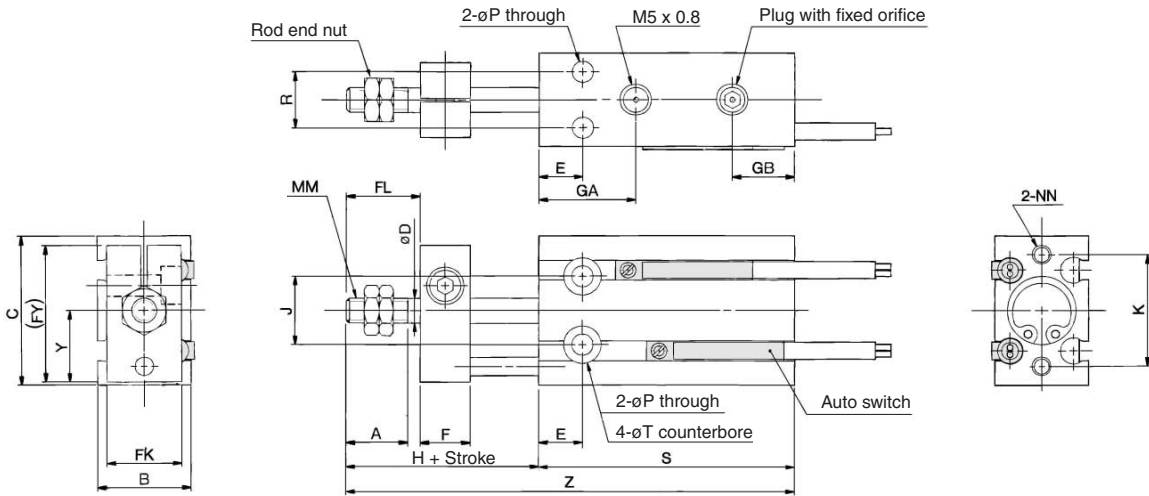 2-øP through
M5 x 0.8
Plug with fixed orifice
Rod end nut
R
E
GB
GA
MM
FL
øD
2-NN
C
(FY)
Y
J
K
2-øP through
Auto switch
A
F
E
4-øT counterbore
FK
H + Stroke
S
B
Z